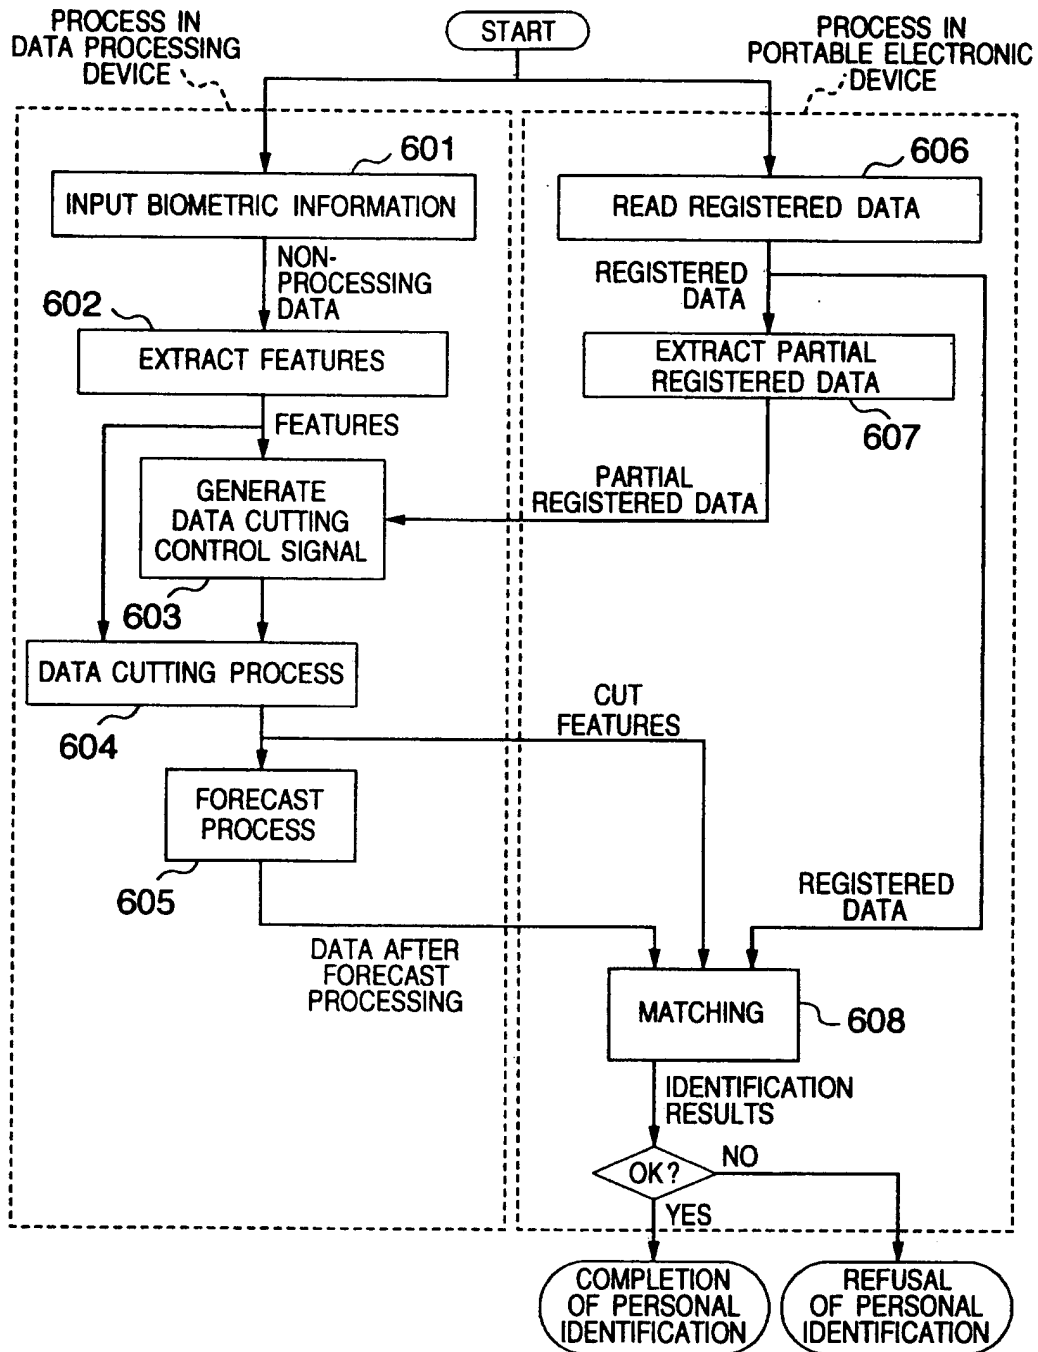 START
PROCESS IN
DATA PROCESSING
DEVICE
PROCESS IN
PORTABLE ELECTRONIC
DEVICE
601
INPUT BIOMETRIC INFORMATION
606
READ REGISTERED DATA
NON-
PROCESSING
DATA
REGISTERED
DATA
602
EXTRACT FEATURES
EXTRACT PARTIAL
REGISTERED DATA
607
FEATURES
GENERATE
DATA CUTTING
CONTROL SIGNAL
PARTIAL
REGISTERED DATA
603
DATA CUTTING PROCESS
604
CUT
FEATURES
FORECAST
PROCESS
605
REGISTERED
DATA
DATA AFTER
FORECAST
PROCESSING
MATCHING
608
IDENTIFICATION
RESULTS
OK?
NO
YES
COMPLETION
OF PERSONAL
IDENTIFICATION
REFUSAL
OF PERSONAL
IDENTIFICATION